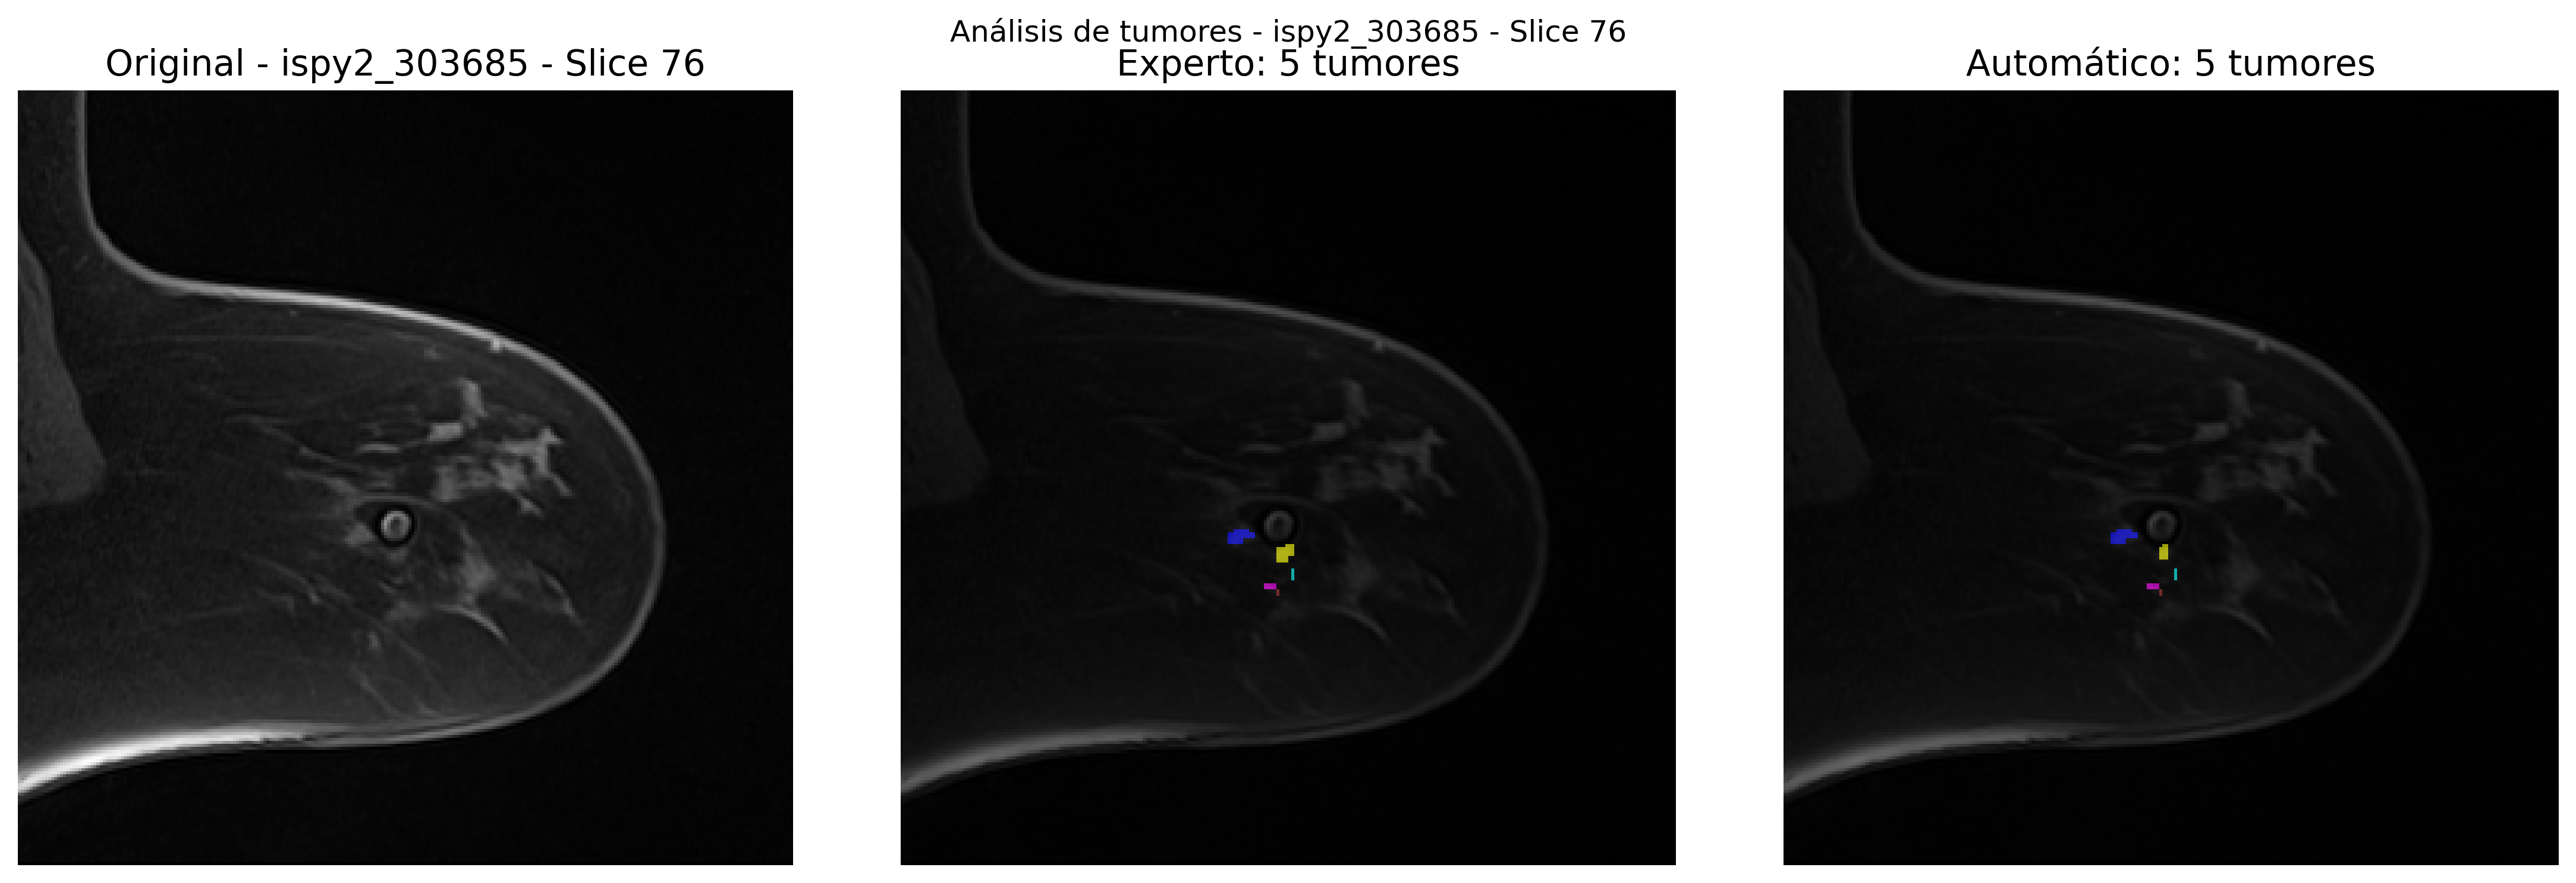 Análisis de tumores - ispy2_303685 - Slice 76
Original - ispy2_303685 - Slice 76
Experto: 5 tumores
Automático: 5 tumores